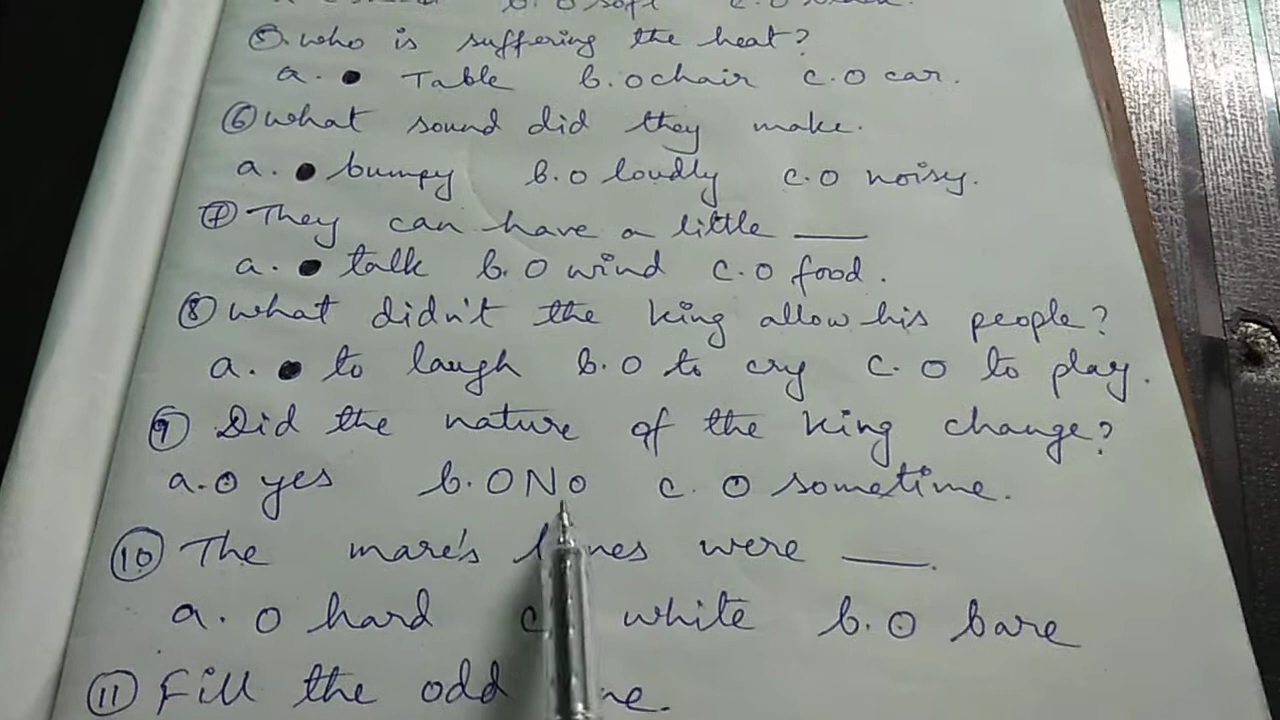 ⑤. who is suffering the heat?
a. ● Table b. o chair c. o car.
⑥ what sound did they make.
a. ● bumpy b. o loudly c. o noisy.
⑦ They can have a little ___
a. ● talk b. o wind c. o food.
⑧ what didn't the king allow his people?
a. ● to laugh b. o to cry c. o to play.
⑨ Did the nature of the king change?
a. o yes b. o No c. o sometime.
⑩ The mare's were ___.
a. o hard c white b. o bare
⑪ Fill the odd